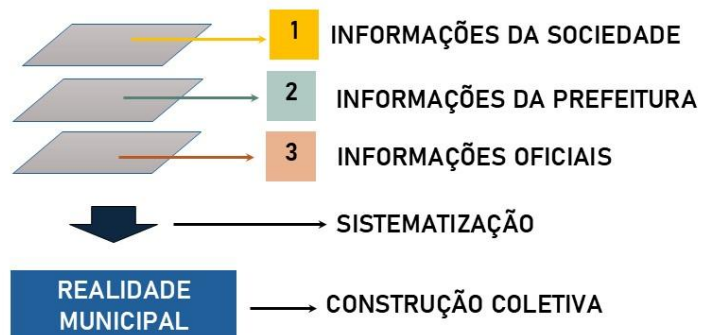 1 INFORMAÇÕES DA SOCIEDADE
2 INFORMAÇÕES DA PREFEITURA
3 INFORMAÇÕES OFICIAIS
SISTEMATIZAÇÃO
REALIDADE
MUNICIPAL
CONSTRUÇÃO COLETIVA